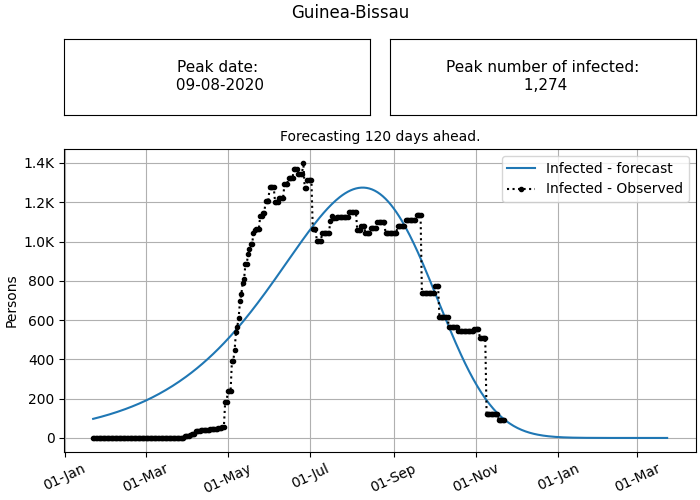 Guinea-Bissau
Peak date:
09-08-2020
Peak number of infected:
1,274
Forecasting 120 days ahead.
Infected - forecast
Infected - Observed
Persons
1.4K
1.2K
1.0K
800
600
400
200
0
01-Jan
01-Mar
01-May
01-Jul
01-Sep
01-Nov
01-Jan
01-Mar